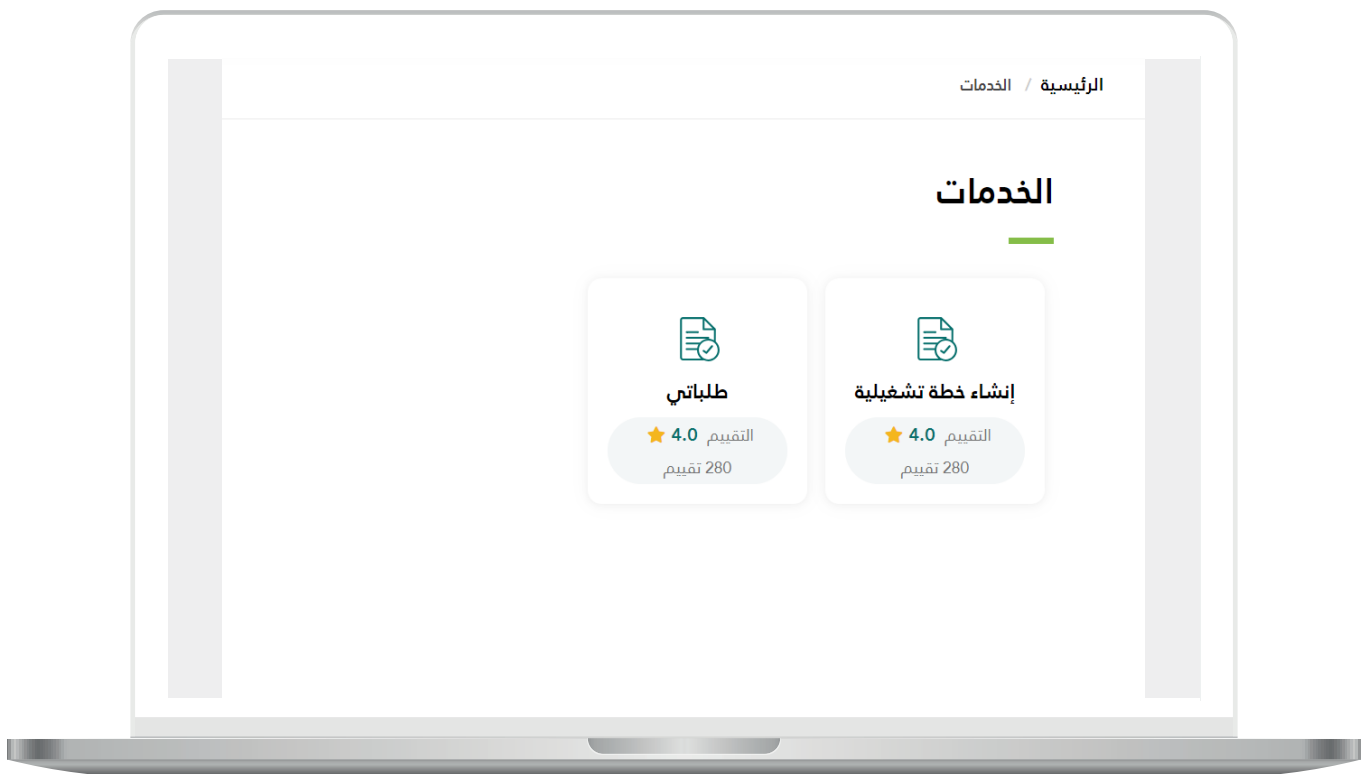 الرئيسية / الخدمات
الخدمات
إنشاء خطة تشغيلية
التقييم 4.0
280 تقييم
طلباتي
التقييم 4.0
280 تقييم